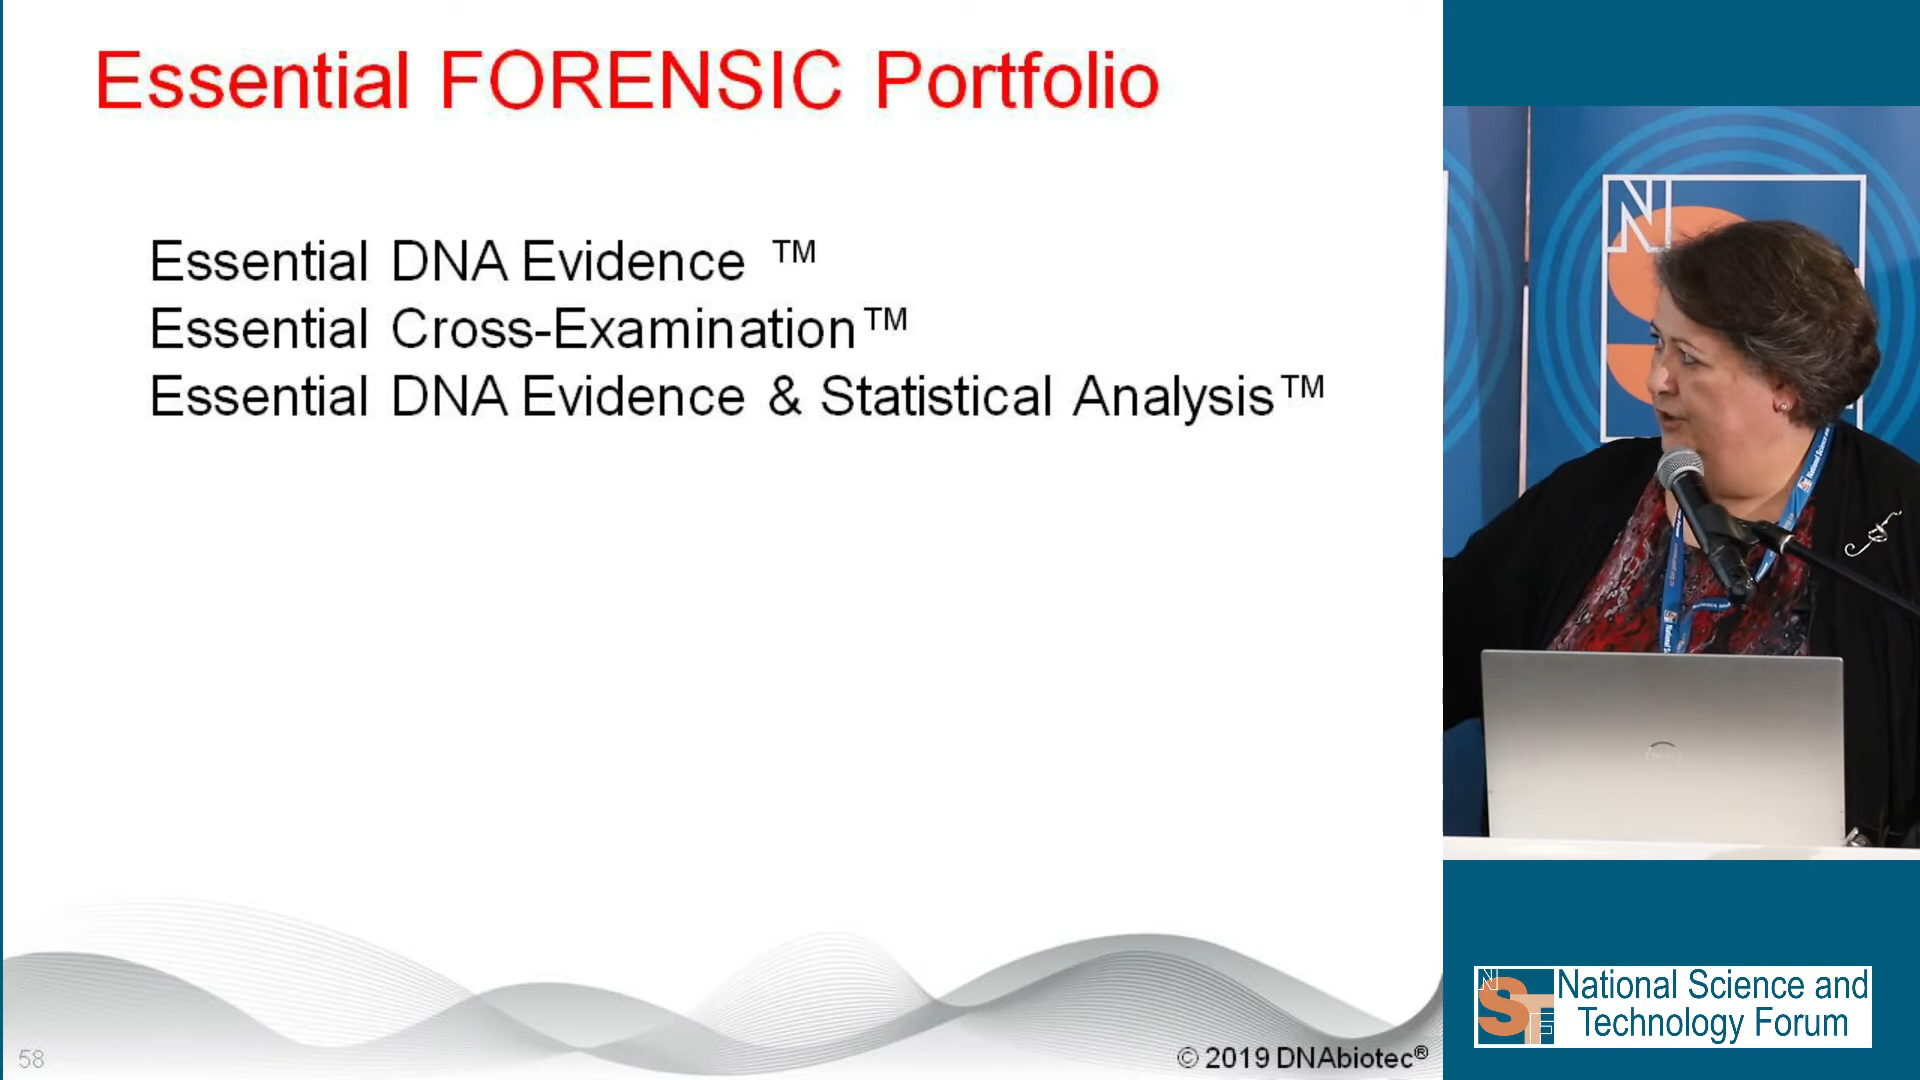 Essential FORENSIC Portfolio
Essential DNA Evidence ™
Essential Cross-Examination™
Essential DNA Evidence & Statistical Analysis™
58
© 2019 DNAbiotec®
National Science and
Technology Forum